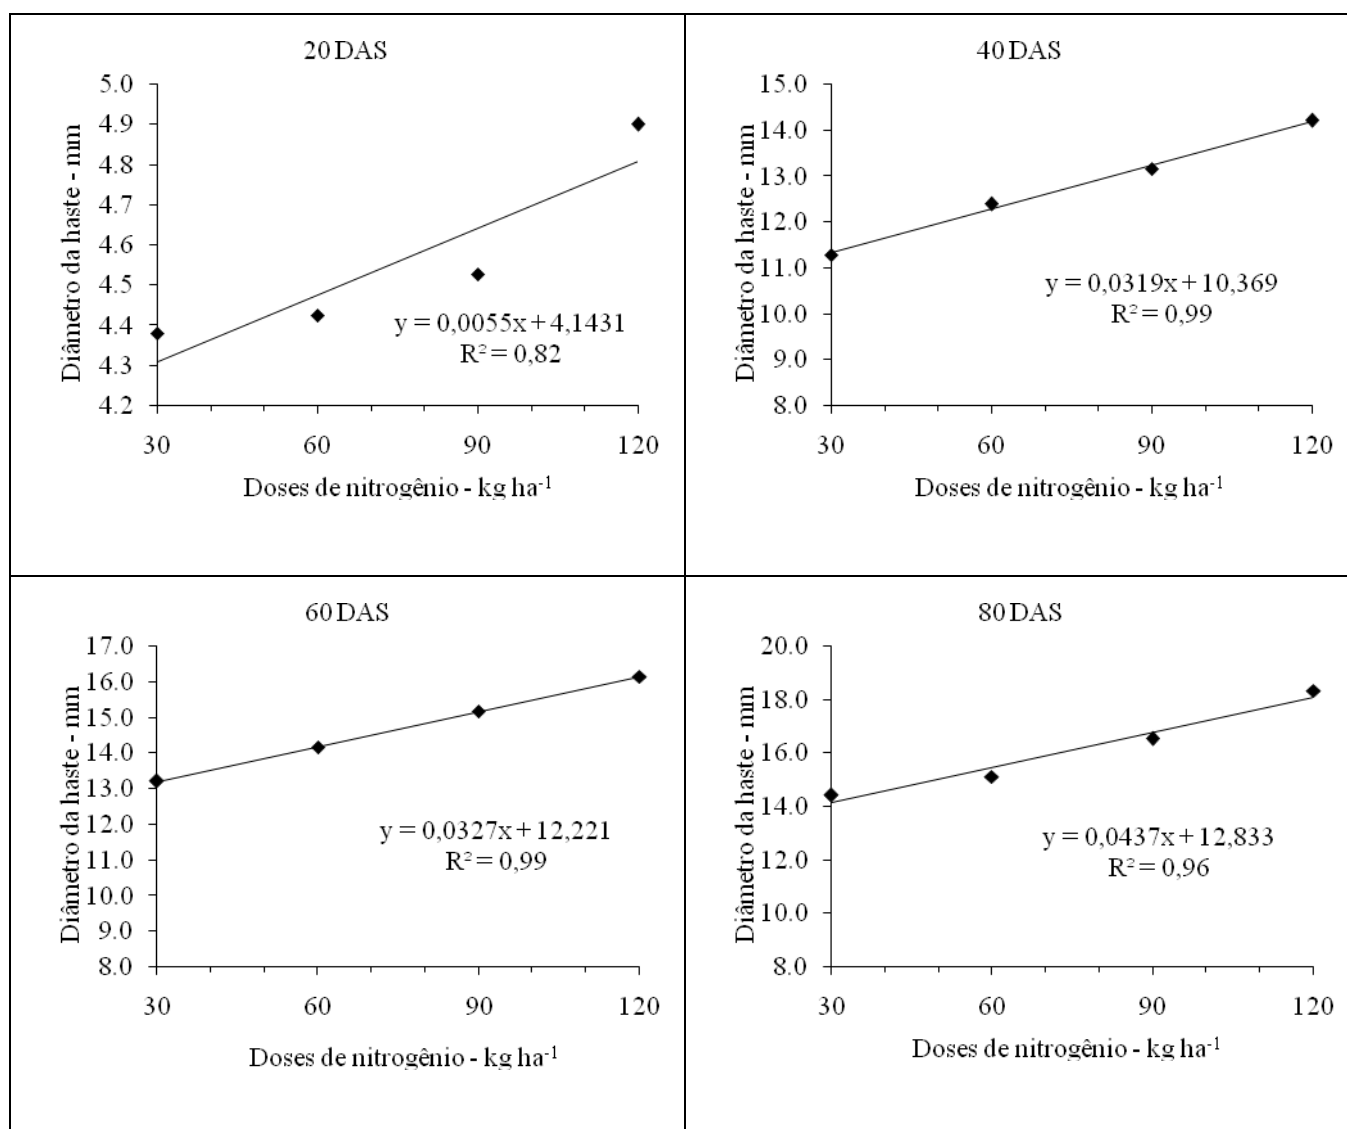 20 DAS
Diâmetro da haste - mm
5.0
4.9
4.8
4.7
4.6
4.5
4.4
4.3
4.2
y = 0,0055x + 4,1431
R² = 0,82
30 60 90 120
Doses de nitrogênio - kg ha⁻¹
40 DAS
Diâmetro da haste - mm
15.0
14.0
13.0
12.0
11.0
10.0
9.0
8.0
y = 0,0319x + 10,369
R² = 0,99
30 60 90 120
Doses de nitrogênio - kg ha⁻¹
60 DAS
Diâmetro da haste - mm
17.0
16.0
15.0
14.0
13.0
12.0
11.0
10.0
9.0
8.0
y = 0,0327x + 12,221
R² = 0,99
30 60 90 120
Doses de nitrogênio - kg ha⁻¹
80 DAS
Diâmetro da haste - mm
20.0
18.0
16.0
14.0
12.0
10.0
8.0
y = 0,0437x + 12,833
R² = 0,96
30 60 90 120
Doses de nitrogênio - kg ha⁻¹